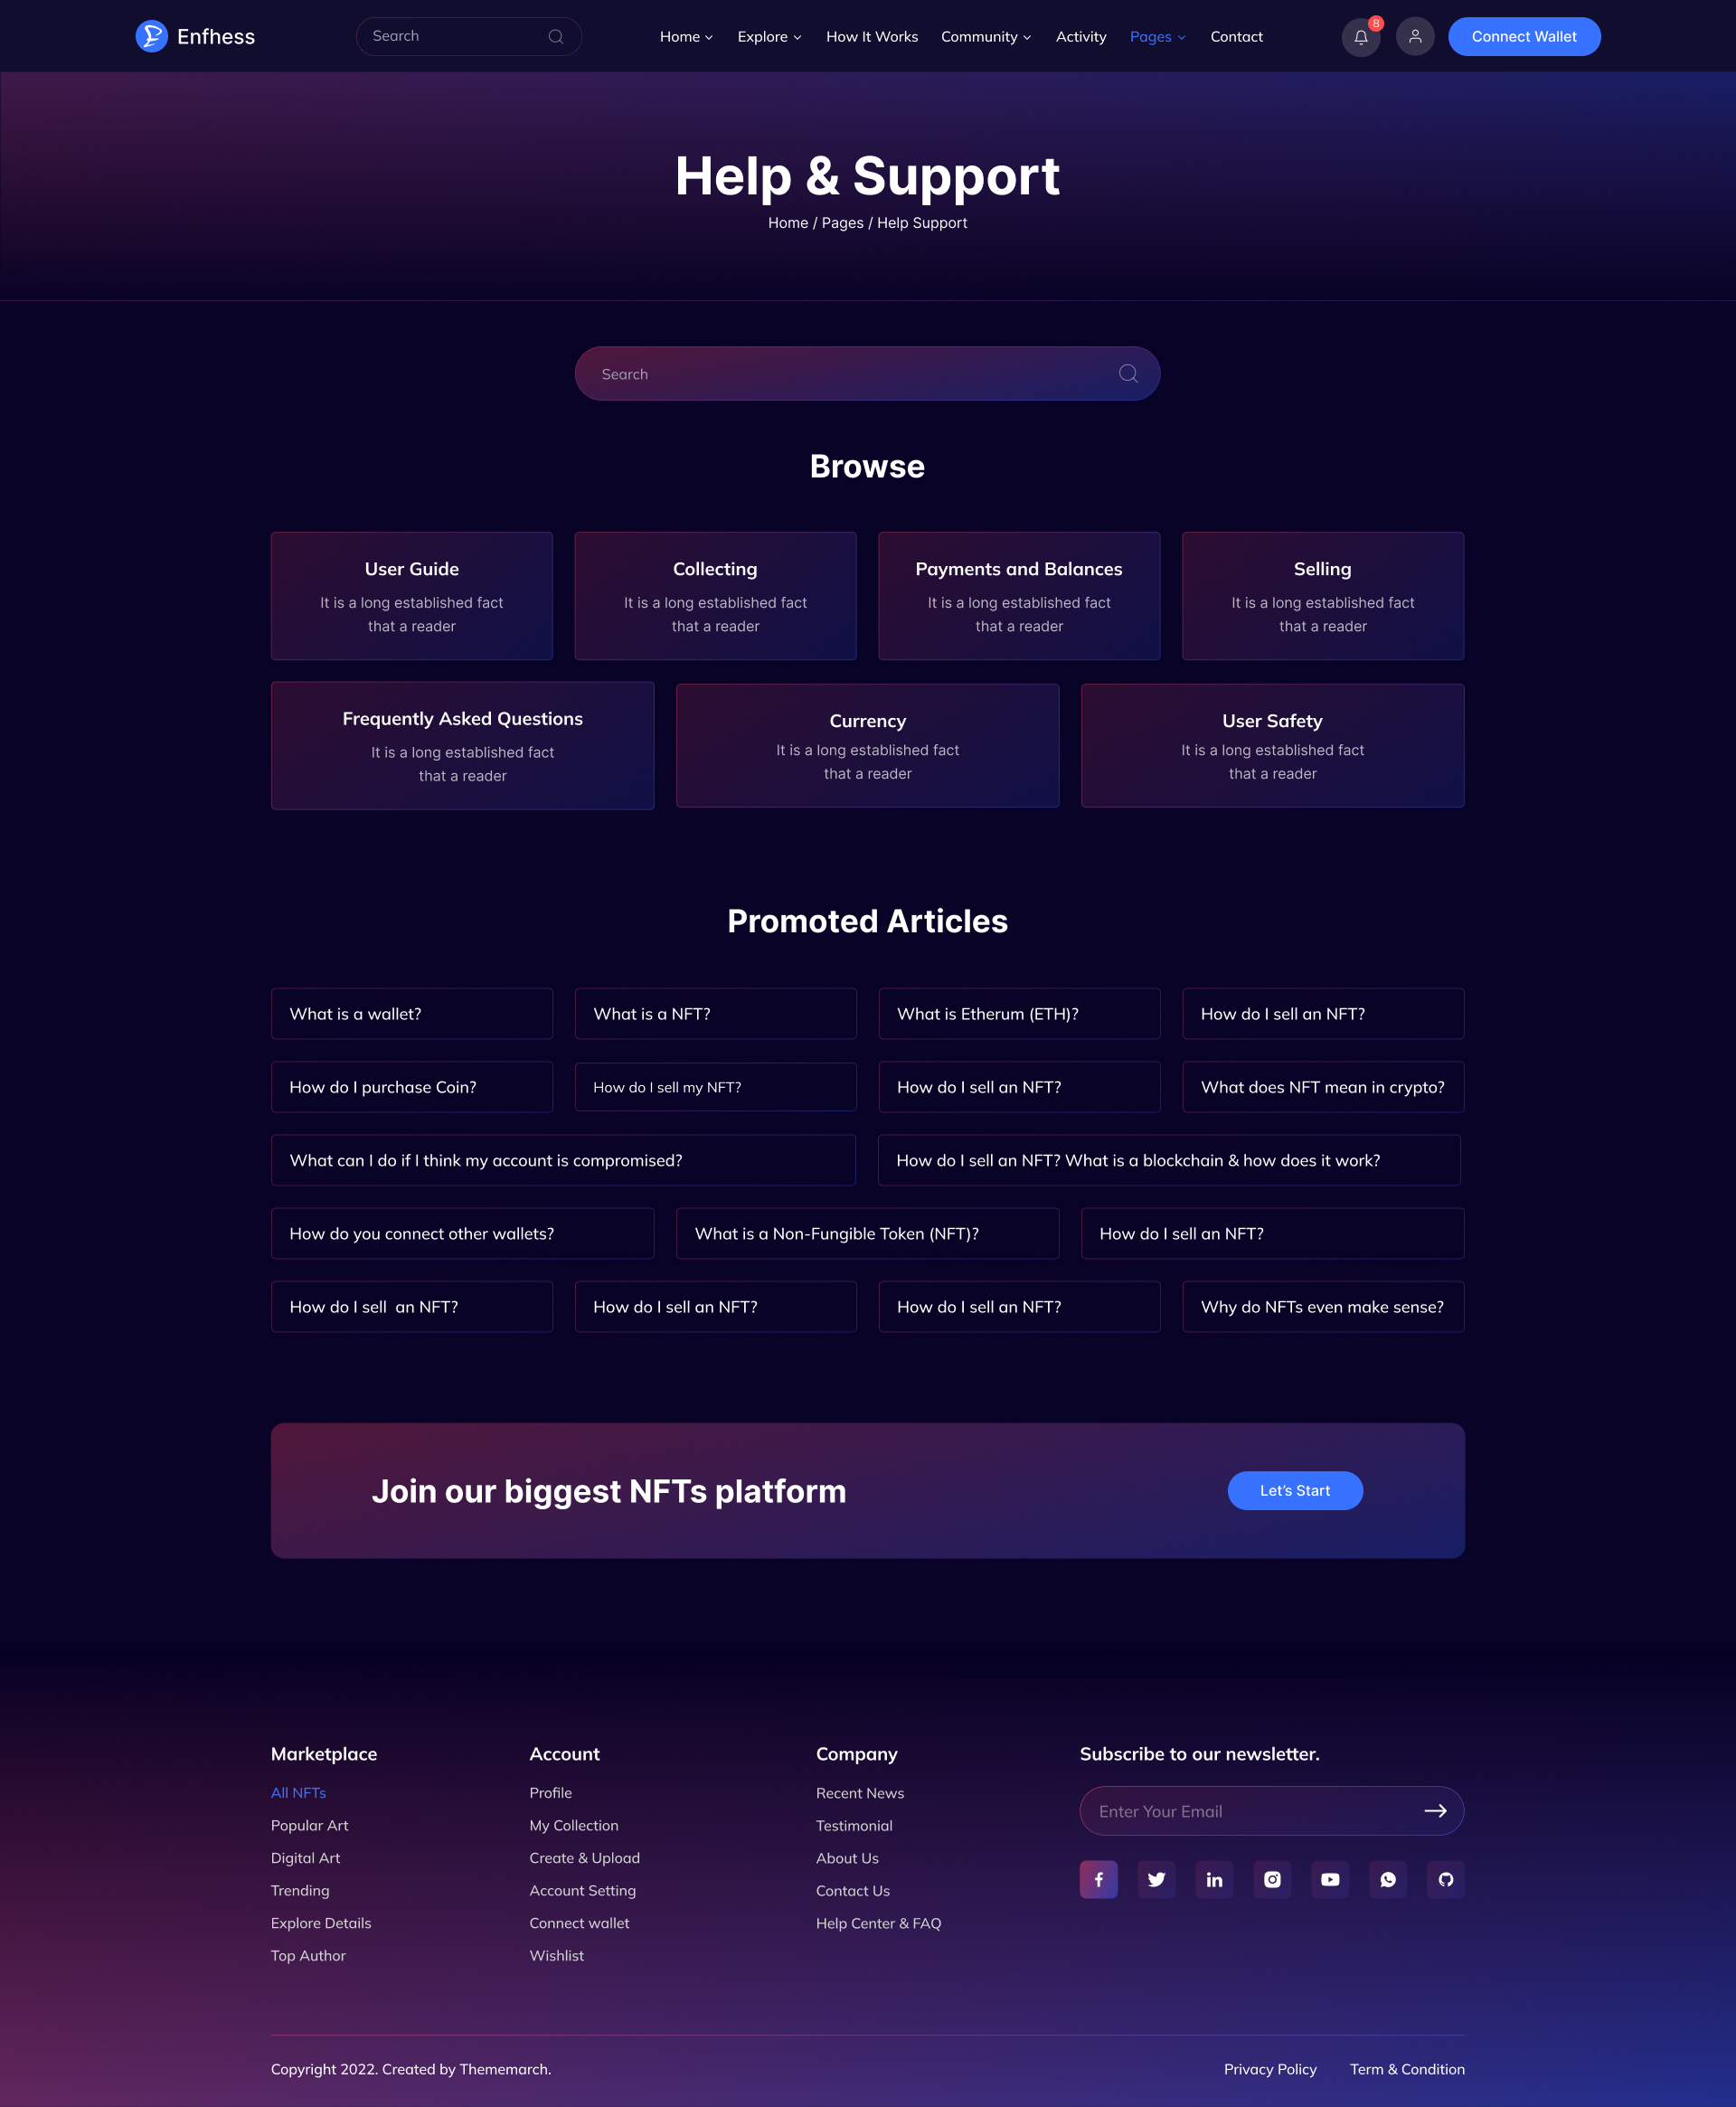 Enfhess
Search
Home
Explore
How It Works
Community
Activity
Pages
Contact
8
Connect Wallet
Help & Support
Home / Pages / Help Support
Search
Browse
User Guide
It is a long established fact
that a reader
Collecting
It is a long established fact
that a reader
Payments and Balances
It is a long established fact
that a reader
Selling
It is a long established fact
that a reader
Frequently Asked Questions
It is a long established fact
that a reader
Currency
It is a long established fact
that a reader
User Safety
It is a long established fact
that a reader
Promoted Articles
What is a wallet?
What is a NFT?
What is Etherum (ETH)?
How do I sell an NFT?
How do I purchase Coin?
How do I sell my NFT?
How do I sell an NFT?
What does NFT mean in crypto?
What can I do if I think my account is compromised?
How do I sell an NFT? What is a blockchain & how does it work?
How do you connect other wallets?
What is a Non-Fungible Token (NFT)?
How do I sell an NFT?
How do I sell  an NFT?
How do I sell an NFT?
How do I sell an NFT?
Why do NFTs even make sense?
Join our biggest NFTs platform
Let’s Start
Marketplace
All NFTs
Popular Art
Digital Art
Trending
Explore Details
Top Author
Account
Profile
My Collection
Create & Upload
Account Setting
Connect wallet
Wishlist
Company
Recent News
Testimonial
About Us
Contact Us
Help Center & FAQ
Subscribe to our newsletter.
Enter Your Email
Copyright 2022. Created by Thememarch.
Privacy Policy
Term & Condition